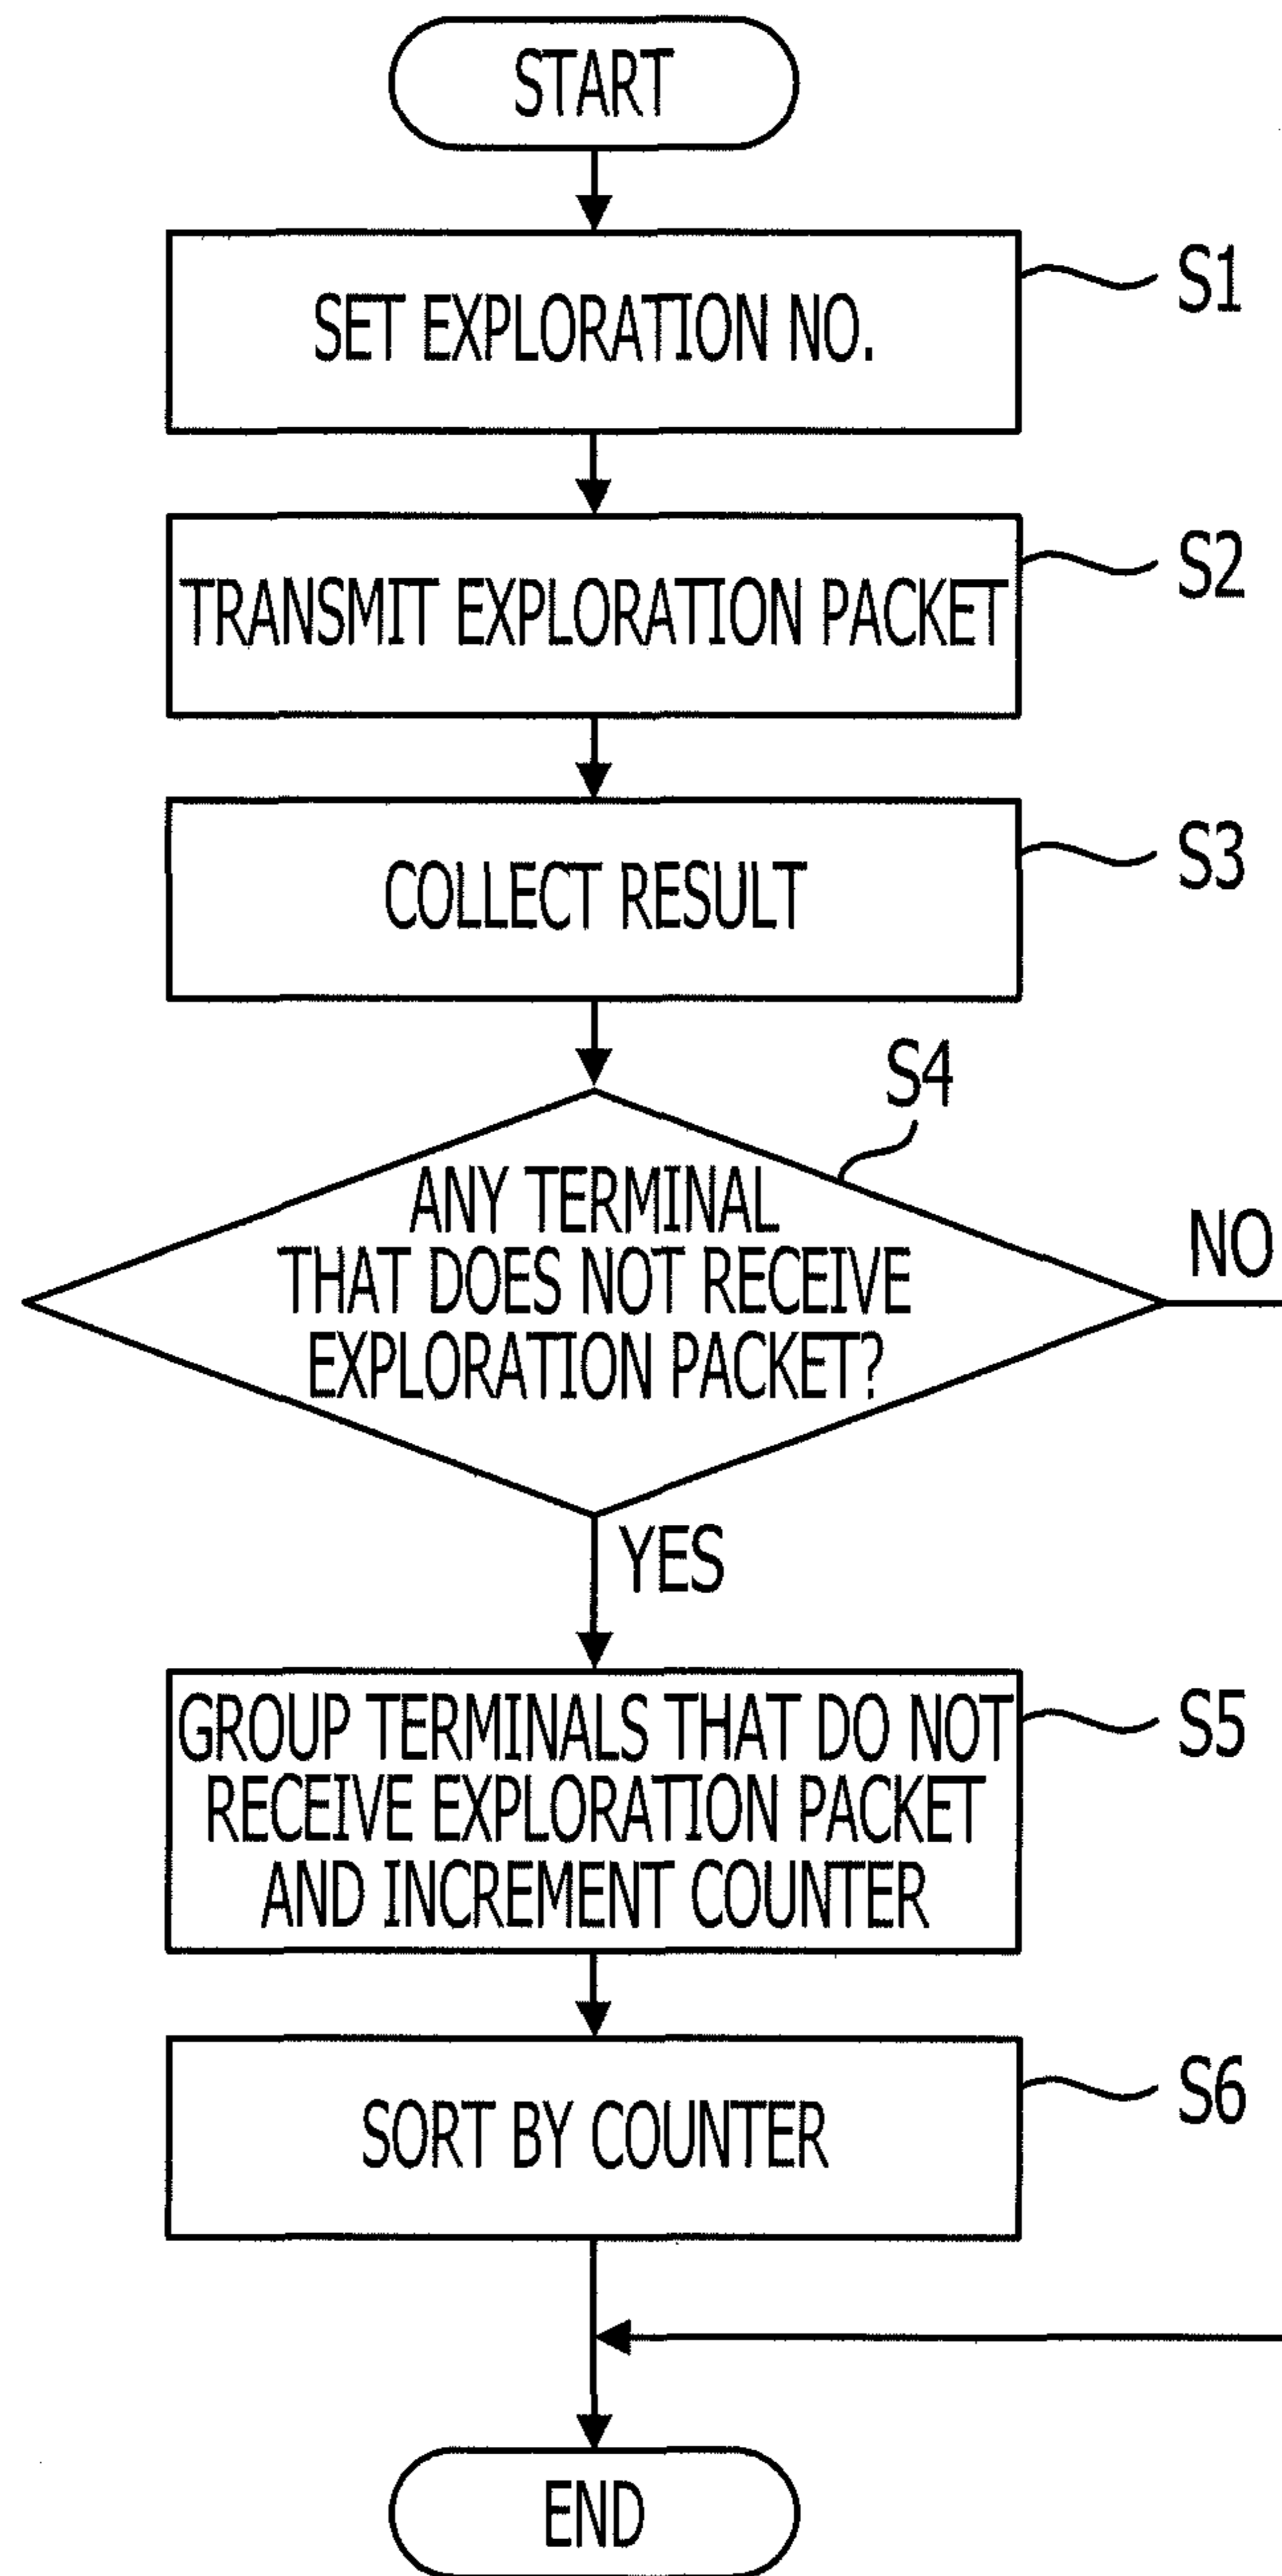 START
SET EXPLORATION NO.
S1
TRANSMIT EXPLORATION PACKET
S2
COLLECT RESULT
S3
S4
ANY TERMINAL
THAT DOES NOT RECEIVE
EXPLORATION PACKET?
NO
YES
GROUP TERMINALS THAT DO NOT
RECEIVE EXPLORATION PACKET
AND INCREMENT COUNTER
S5
SORT BY COUNTER
S6
END